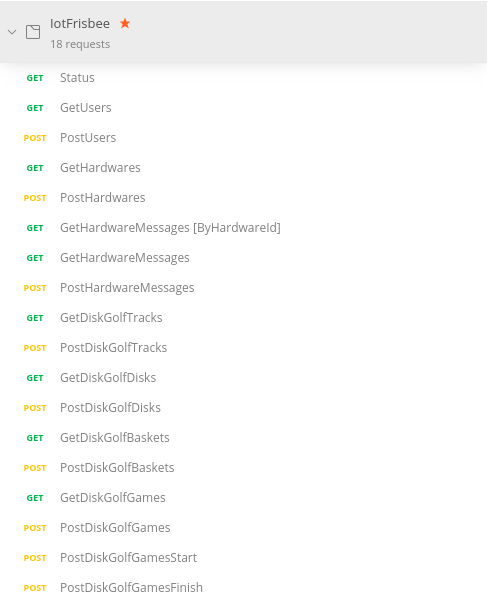 IotFrisbee
18 requests
GET Status
GET GetUsers
POST PostUsers
GET GetHardwares
POST PostHardwares
GET GetHardwareMessages [ByHardwareId]
GET GetHardwareMessages
POST PostHardwareMessages
GET GetDiskGolfTracks
POST PostDiskGolfTracks
GET GetDiskGolfDisks
POST PostDiskGolfDisks
GET GetDiskGolfBaskets
POST PostDiskGolfBaskets
GET GetDiskGolfGames
POST PostDiskGolfGames
POST PostDiskGolfGamesStart
POST PostDiskGolfGamesFinish